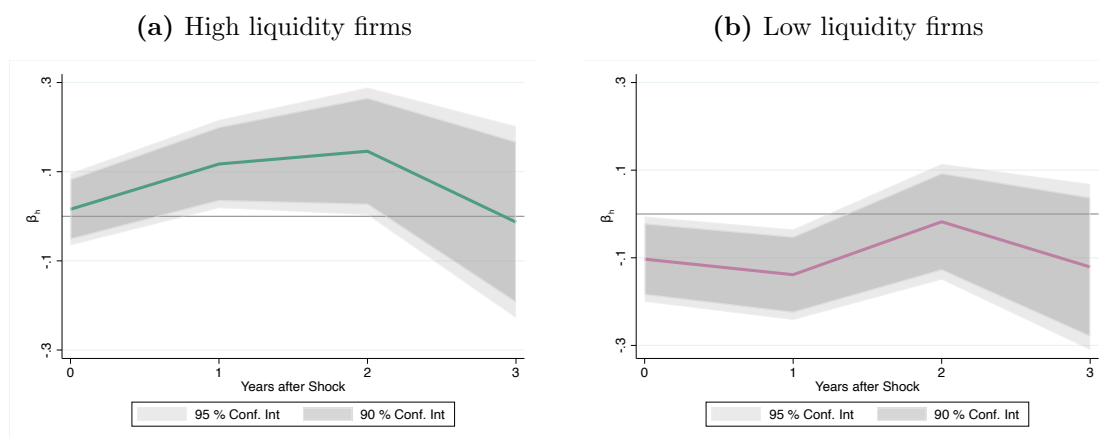 (a) High liquidity firms
.3
.1
-.1
-.3
βh
0 1 2 3
Years after Shock
95 % Conf. Int 90 % Conf. Int
(b) Low liquidity firms
.3
.1
-.1
-.3
βh
0 1 2 3
Years after Shock
95 % Conf. Int 90 % Conf. Int